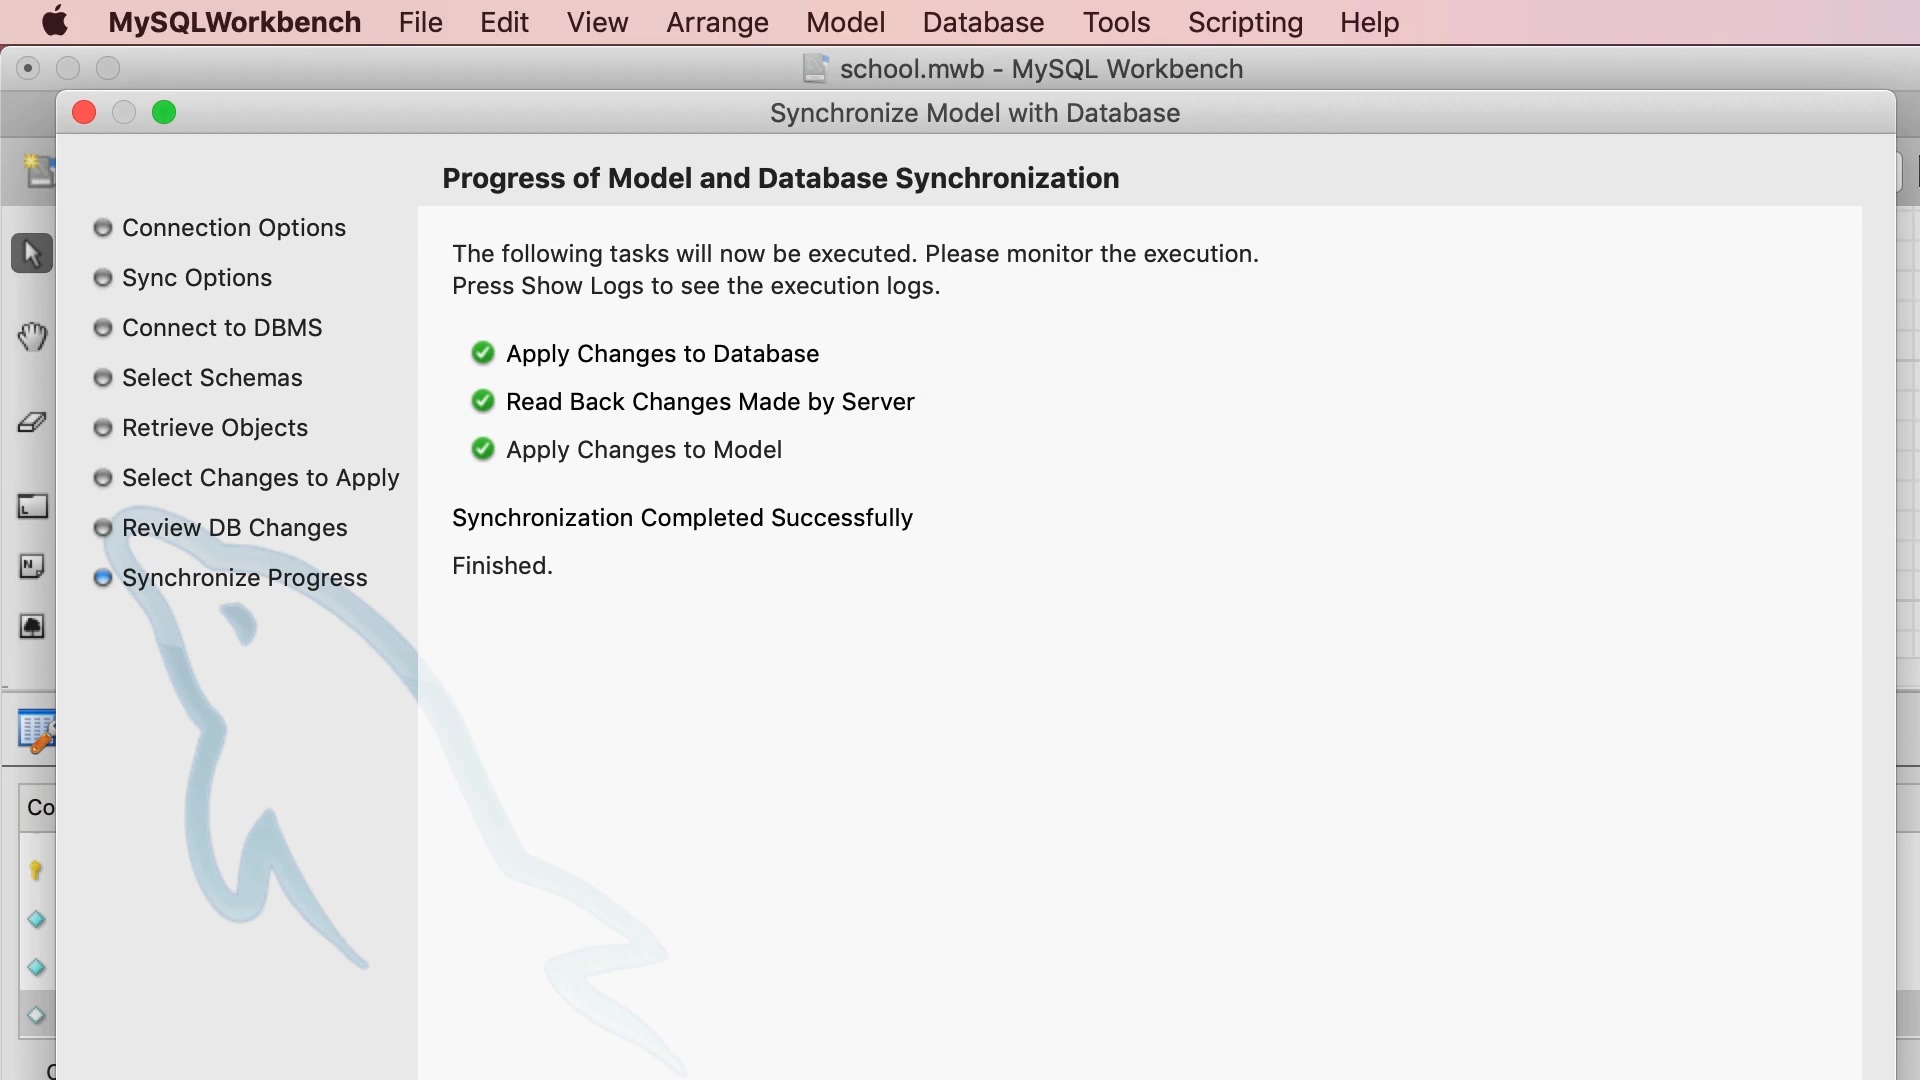 MySQLWorkbench File Edit View Arrange Model Database Tools Scripting Help
school.mwb - MySQL Workbench
Synchronize Model with Database
Progress of Model and Database Synchronization
Connection Options
Sync Options
Connect to DBMS
Select Schemas
Retrieve Objects
Select Changes to Apply
Review DB Changes
Synchronize Progress
The following tasks will now be executed. Please monitor the execution.
Press Show Logs to see the execution logs.
Apply Changes to Database
Read Back Changes Made by Server
Apply Changes to Model
Synchronization Completed Successfully
Finished.
Co